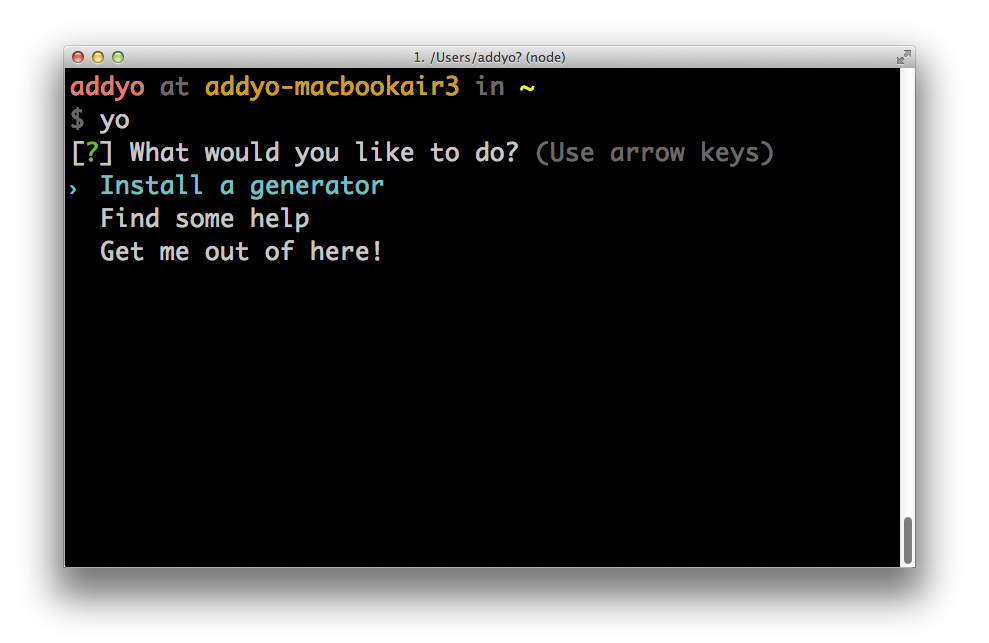 1. /Users/addyo? (node)
addyo at addyo-macbookair3 in ~
$ yo
[?] What would you like to do? (Use arrow keys)
› Install a generator
Find some help
Get me out of here!